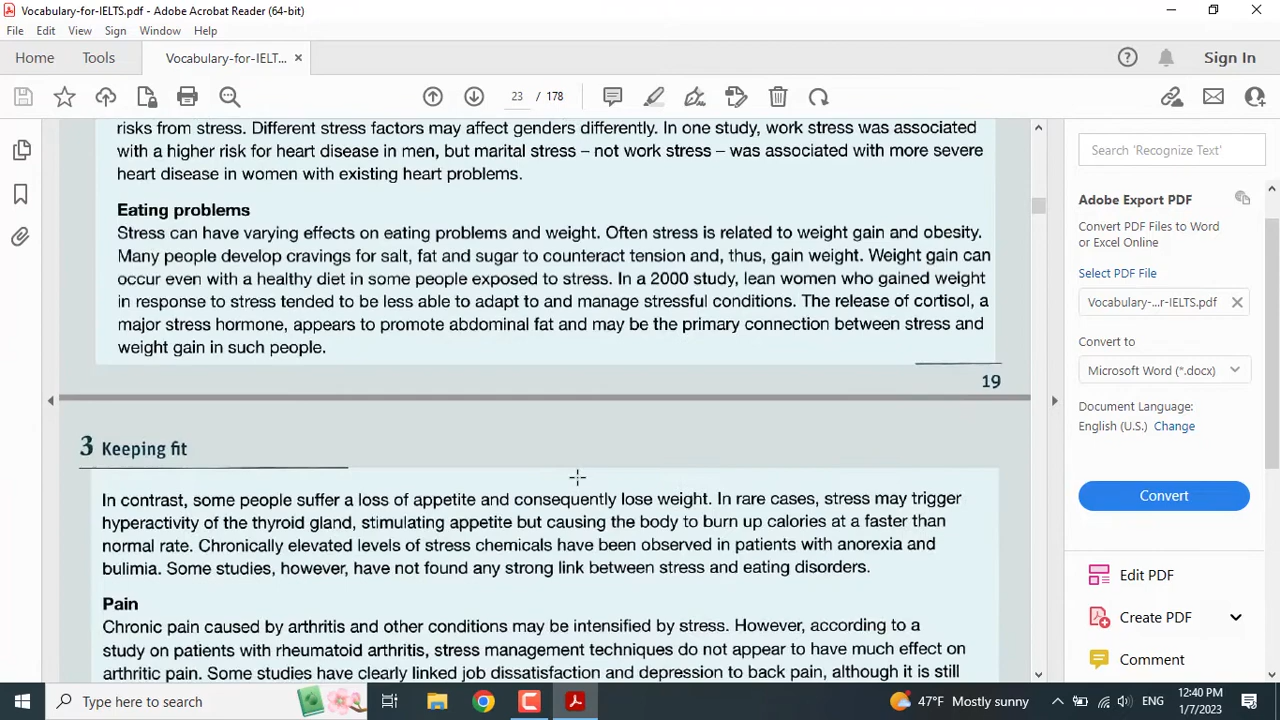 Vocabulary-for-IELTS.pdf - Adobe Acrobat Reader (64-bit)
File Edit View Sign Window Help
Home Tools Vocabulary-for-IELT... × Sign In
23 / 178
risks from stress. Different stress factors may affect genders differently. In one study, work stress was associated
with a higher risk for heart disease in men, but marital stress – not work stress – was associated with more severe
heart disease in women with existing heart problems.
Eating problems
Stress can have varying effects on eating problems and weight. Often stress is related to weight gain and obesity.
Many people develop cravings for salt, fat and sugar to counteract tension and, thus, gain weight. Weight gain can
occur even with a healthy diet in some people exposed to stress. In a 2000 study, lean women who gained weight
in response to stress tended to be less able to adapt to and manage stressful conditions. The release of cortisol, a
major stress hormone, appears to promote abdominal fat and may be the primary connection between stress and
weight gain in such people.
19
3 Keeping fit
In contrast, some people suffer a loss of appetite and consequently lose weight. In rare cases, stress may trigger
hyperactivity of the thyroid gland, stimulating appetite but causing the body to burn up calories at a faster than
normal rate. Chronically elevated levels of stress chemicals have been observed in patients with anorexia and
bulimia. Some studies, however, have not found any strong link between stress and eating disorders.
Pain
Chronic pain caused by arthritis and other conditions may be intensified by stress. However, according to a
study on patients with rheumatoid arthritis, stress management techniques do not appear to have much effect on
arthritic pain. Some studies have clearly linked job dissatisfaction and depression to back pain, although it is still
Search 'Recognize Text'
Adobe Export PDF
Convert PDF Files to Word
or Excel Online
Select PDF File
Vocabulary-...r-IELTS.pdf
Convert to
Microsoft Word (*.docx)
Document Language:
English (U.S.) Change
Convert
Edit PDF
Create PDF
Comment
Type here to search
47°F Mostly sunny
ENG
12:40 PM
1/7/2023